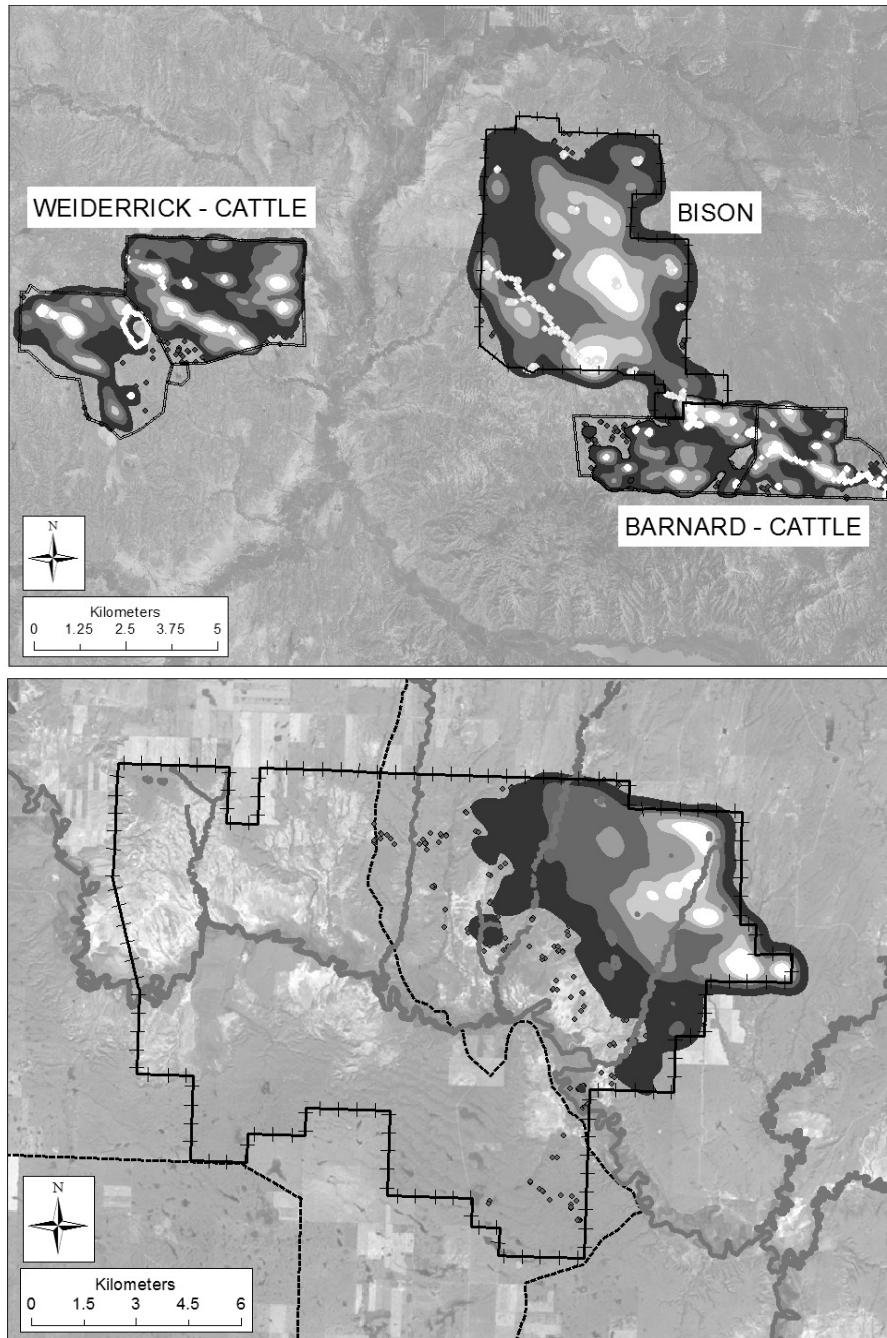 WEIDERRICK - CATTLE
BISON
BARNARD - CATTLE
N
Kilometers
0 1.25 2.5 3.75 5
N
Kilometers
0 1.5 3 4.5 6